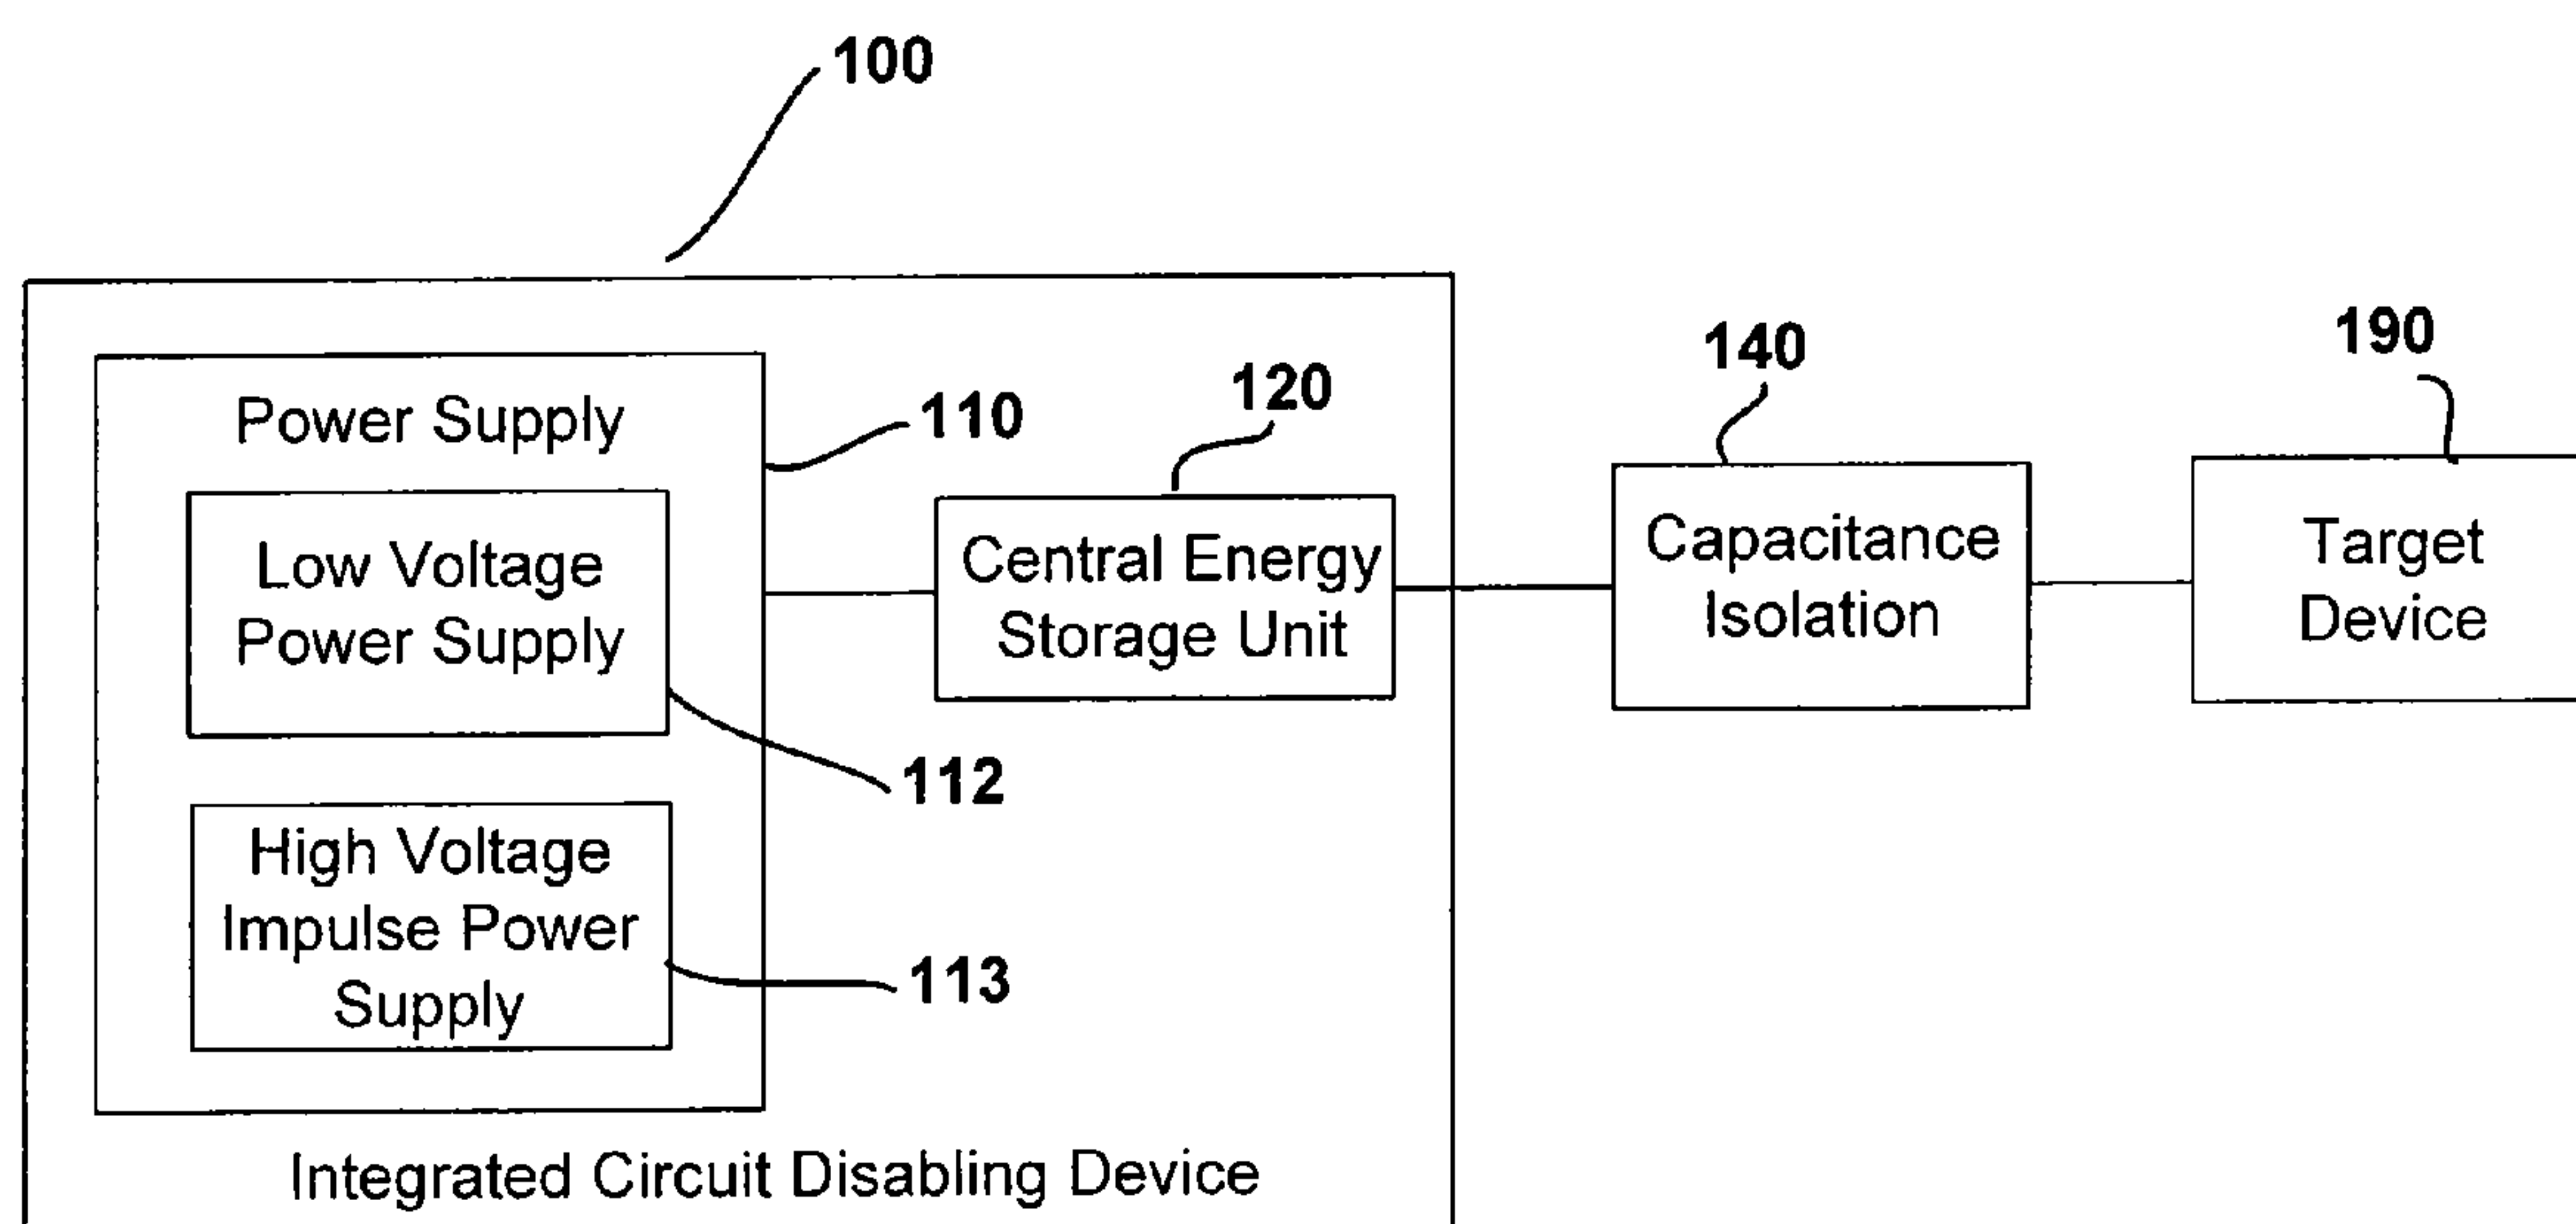 100
Power Supply
110
Low Voltage
Power Supply
112
High Voltage
Impulse Power
Supply
113
120
Central Energy
Storage Unit
140
Capacitance
Isolation
190
Target
Device
Integrated Circuit Disabling Device